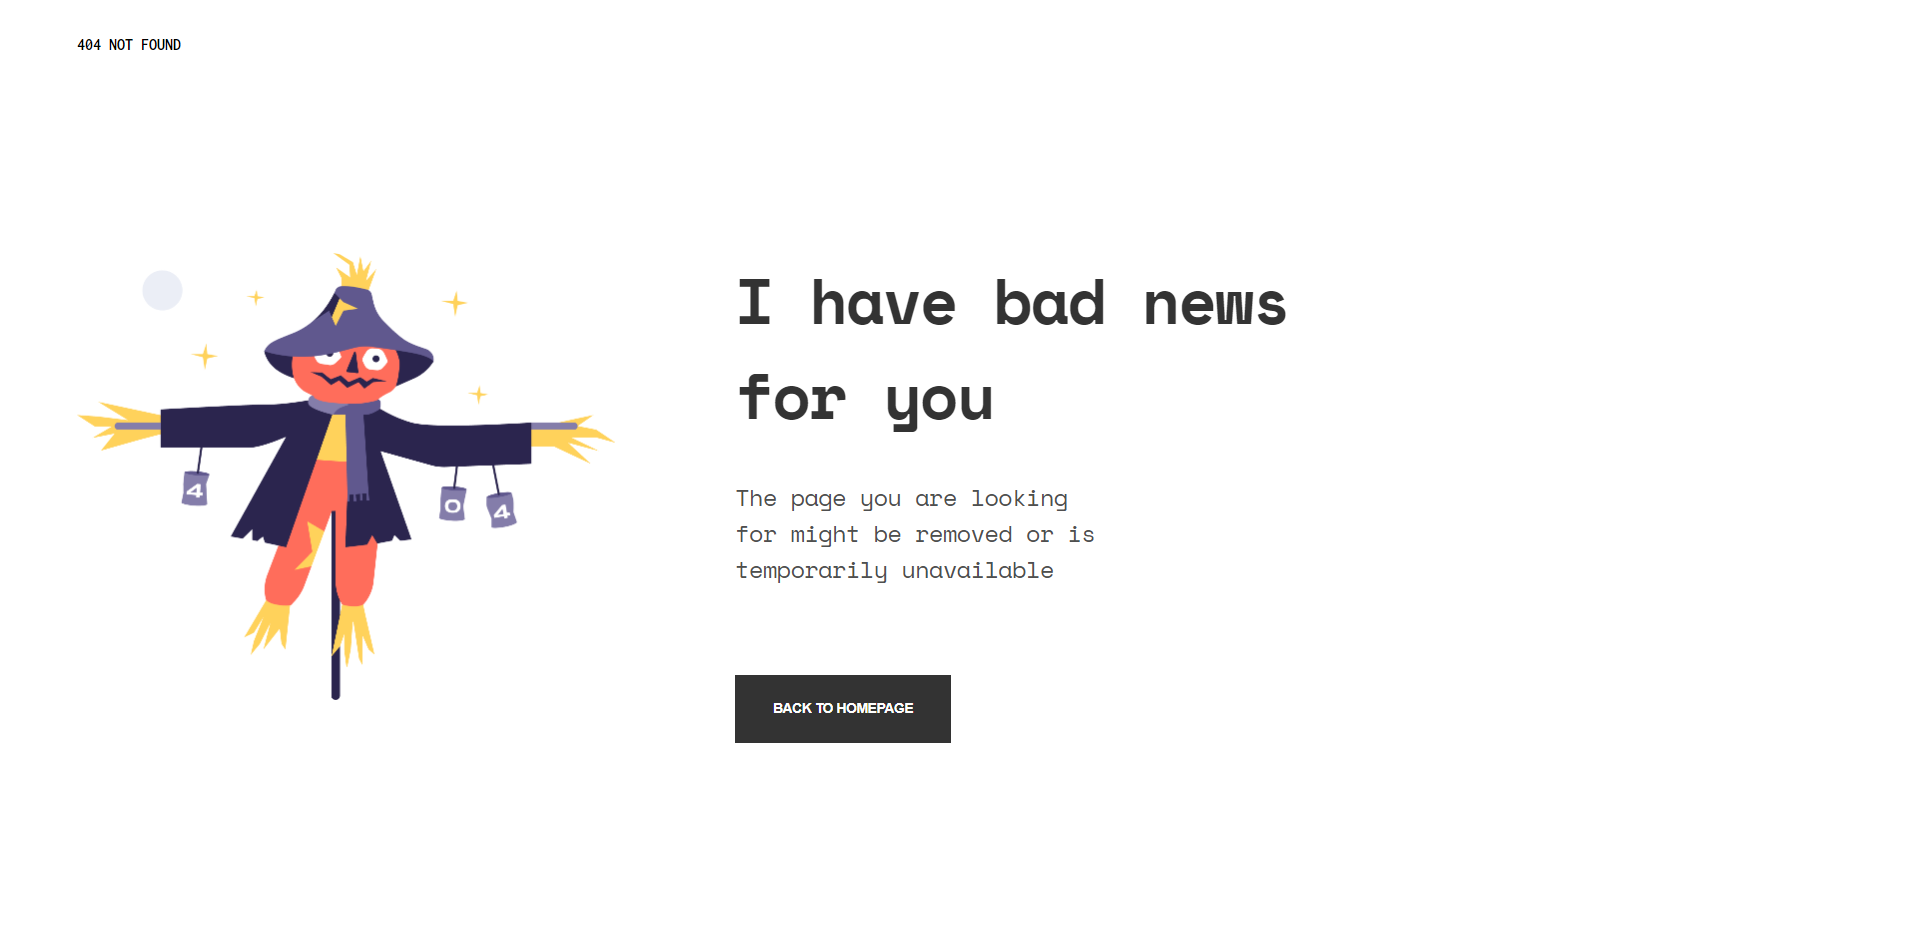 404 NOT FOUND
4
0
4
I have bad news
for you
The page you are looking
for might be removed or is
temporarily unavailable
BACK TO HOMEPAGE